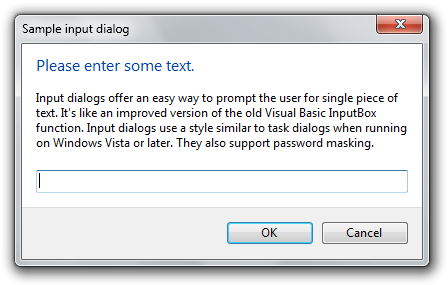 Sample input dialog
Please enter some text.
Input dialogs offer an easy way to prompt the user for single piece of
text. It's like an improved version of the old Visual Basic InputBox
function. Input dialogs use a style similar to task dialogs when running
on Windows Vista or later. They also support password masking.
OK
Cancel